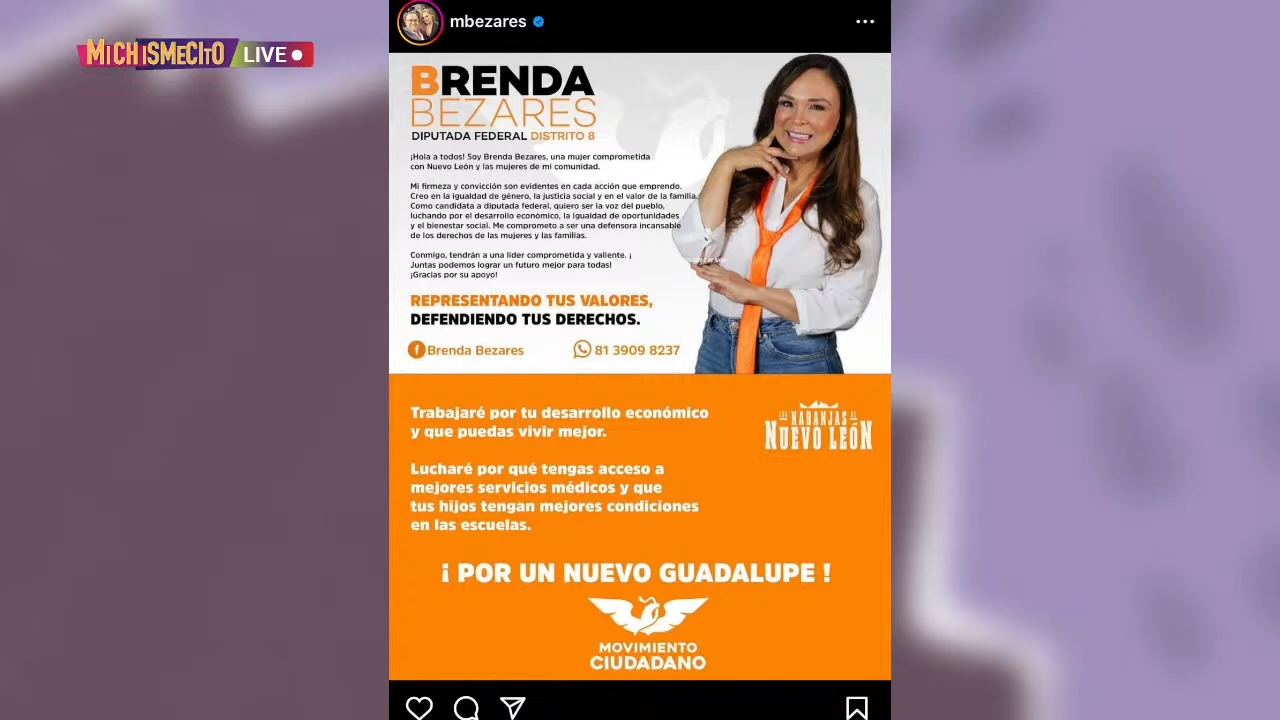 MICHISMECITO LIVE
mbezares
BRENDA
BEZARES
DIPUTADA FEDERAL DISTRITO 8
¡Hola a todos! Soy Brenda Bezares, una mujer comprometida
con Nuevo León y las mujeres de mi comunidad.
Mi firmeza y convicción son evidentes en cada acción que emprendo.
Creo en la igualdad de género, la justicia social y en el valor de la familia.
Como candidata a diputada federal, quiero ser la voz del pueblo,
luchando por el desarrollo económico, la igualdad de oportunidades
y el bienestar social. Me comprometo a ser una defensora incansable
de los derechos de las mujeres y las familias.
Conmigo, tendrán a una líder comprometida y valiente. ¡
Juntas podemos lograr un futuro mejor para todas!
¡Gracias por su apoyo!
REPRESENTANDO TUS VALORES,
DEFENDIENDO TUS DERECHOS.
Brenda Bezares 81 3909 8237
Trabajaré por tu desarrollo económico
y que puedas vivir mejor.
NARANJAS
NUEVO LEÓN
Lucharé por qué tengas acceso a
mejores servicios médicos y que
tus hijos tengan mejores condiciones
en las escuelas.
¡ POR UN NUEVO GUADALUPE !
MOVIMIENTO
CIUDADANO